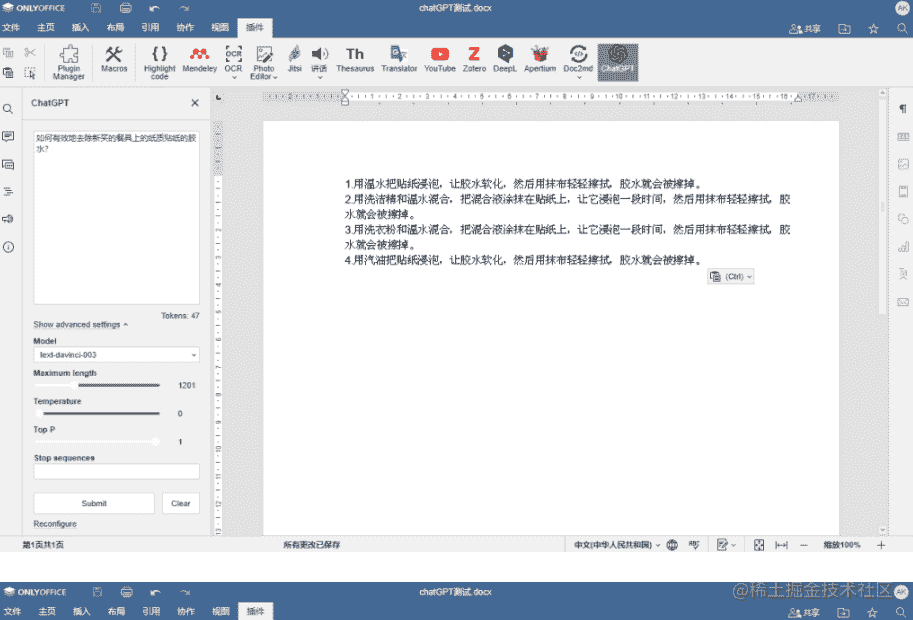 ONLYOFFICE
chatGPT测试.docx
AK
文件 主页 插入 布局 引用 协作 视图 插件
共享
Plugin Manager
Macros
Highlight code
Mendeley
OCR
Photo Editor
Jitsi
讲话
Thesaurus
Translator
YouTube
Zotero
DeepL
Apertium
Doc2md
ChatGPT
ChatGPT
如何有效地去除新买的餐具上的纸质贴纸的胶
水?
Tokens: 47
Show advanced settings
Model
text-davinci-003
Maximum length
1201
Temperature
0
Top P
1
Stop sequences
Submit Clear
Reconfigure
1.用温水把贴纸浸泡，让胶水软化，然后用抹布轻轻擦拭，胶水就会被擦掉。
2.用洗洁精和温水混合，把混合液涂抹在贴纸上，让它浸泡一段时间，然后用抹布轻轻擦拭，胶
水就会被擦掉。
3.用洗衣粉和温水混合，把混合液涂抹在贴纸上，让它浸泡一段时间，然后用抹布轻轻擦拭，胶
水就会被擦掉。
4.用汽油把贴纸浸泡，让胶水软化，然后用抹布轻轻擦拭，胶水就会被擦掉。
(Ctrl)
第1页共1页
所有更改已保存
中文(中华人民共和国)
缩放100%
ONLYOFFICE
chatGPT测试.docx
@稀土掘金技术社区
AK
文件 主页 插入 布局 引用 协作 视图 插件
共享